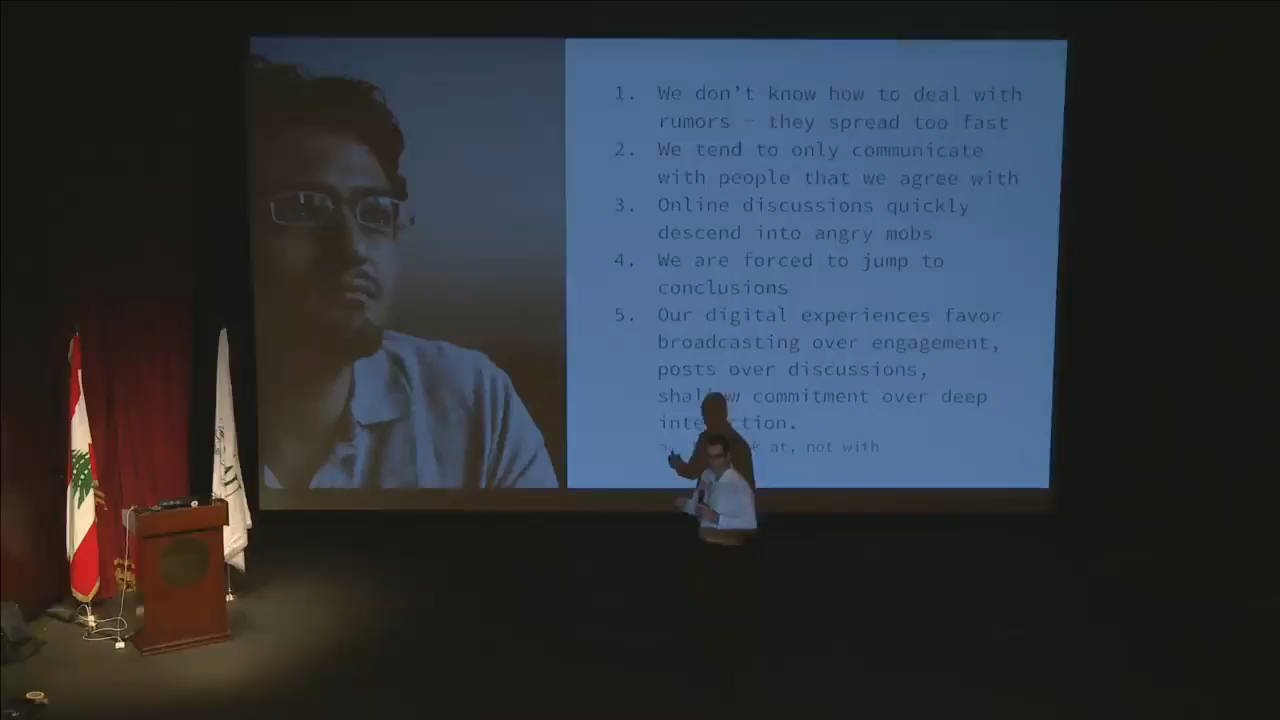 1. We don't know how to deal with
rumors - they spread too fast
2. We tend to only communicate
with people that we agree with
3. Online discussions quickly
descend into angry mobs
4. We are forced to jump to
conclusions
5. Our digital experiences favor
broadcasting over engagement,
posts over discussions,
shallow commitment over deep
interaction.
at, not with